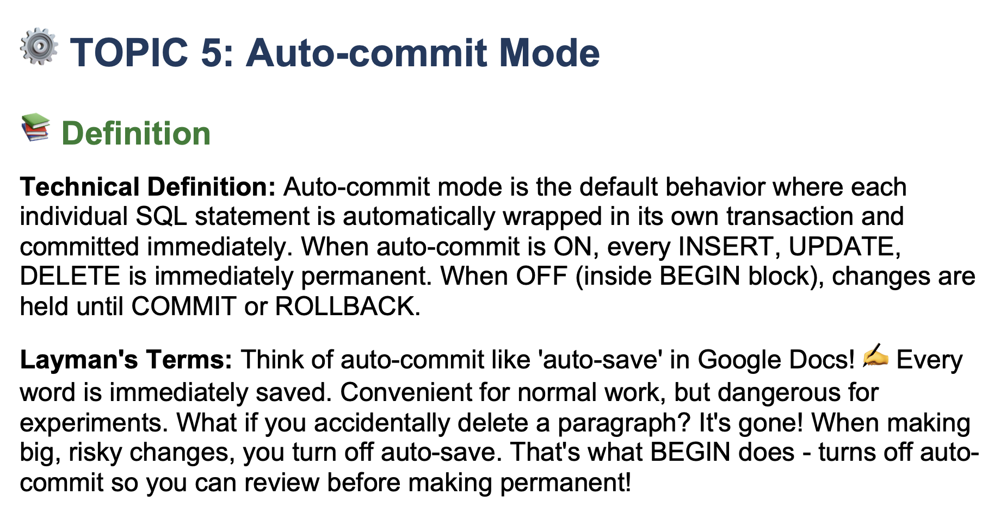 ⚙️ TOPIC 5: Auto-commit Mode
📚 Definition
Technical Definition: Auto-commit mode is the default behavior where each
individual SQL statement is automatically wrapped in its own transaction and
committed immediately. When auto-commit is ON, every INSERT, UPDATE,
DELETE is immediately permanent. When OFF (inside BEGIN block), changes are
held until COMMIT or ROLLBACK.
Layman's Terms: Think of auto-commit like 'auto-save' in Google Docs! ✍️ Every
word is immediately saved. Convenient for normal work, but dangerous for
experiments. What if you accidentally delete a paragraph? It's gone! When making
big, risky changes, you turn off auto-save. That's what BEGIN does - turns off auto-
commit so you can review before making permanent!